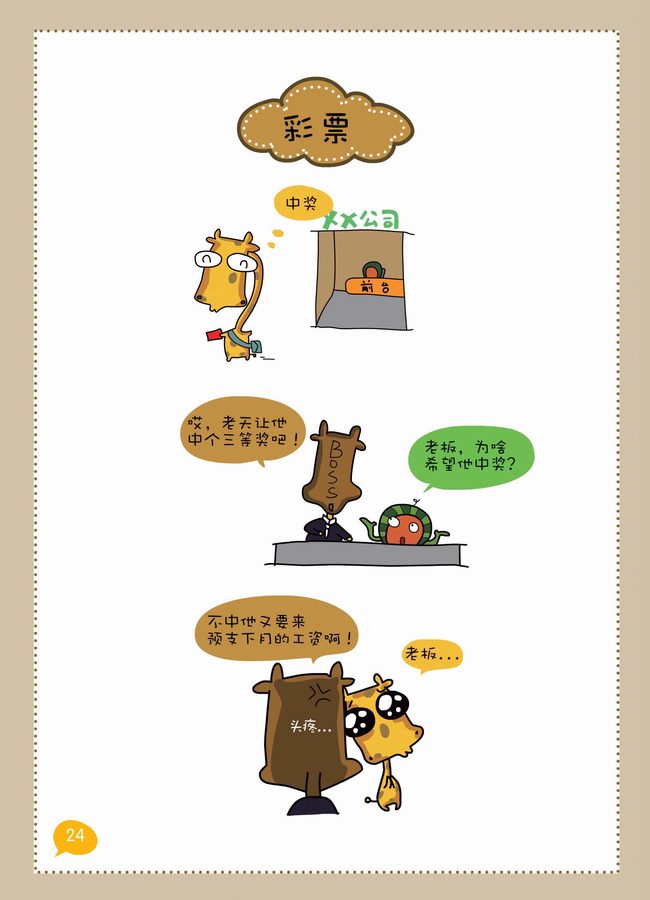 彩票
中奖
XX公司
前台
哎，老天让他
中个三等奖吧！
BOSS
老板，为啥
希望他中奖？
不中他又要来
预支下月的工资啊！
老板...
头疼...
24